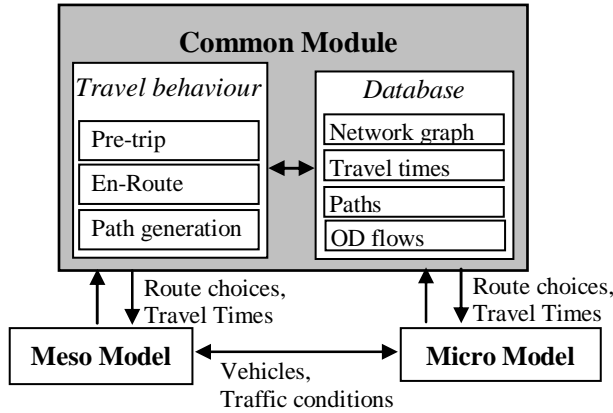 Common Module
Travel behaviour
Pre-trip
En-Route
Path generation
Database
Network graph
Travel times
Paths
OD flows
Route choices,
Travel Times
Route choices,
Travel Times
Meso Model
Vehicles,
Traffic conditions
Micro Model